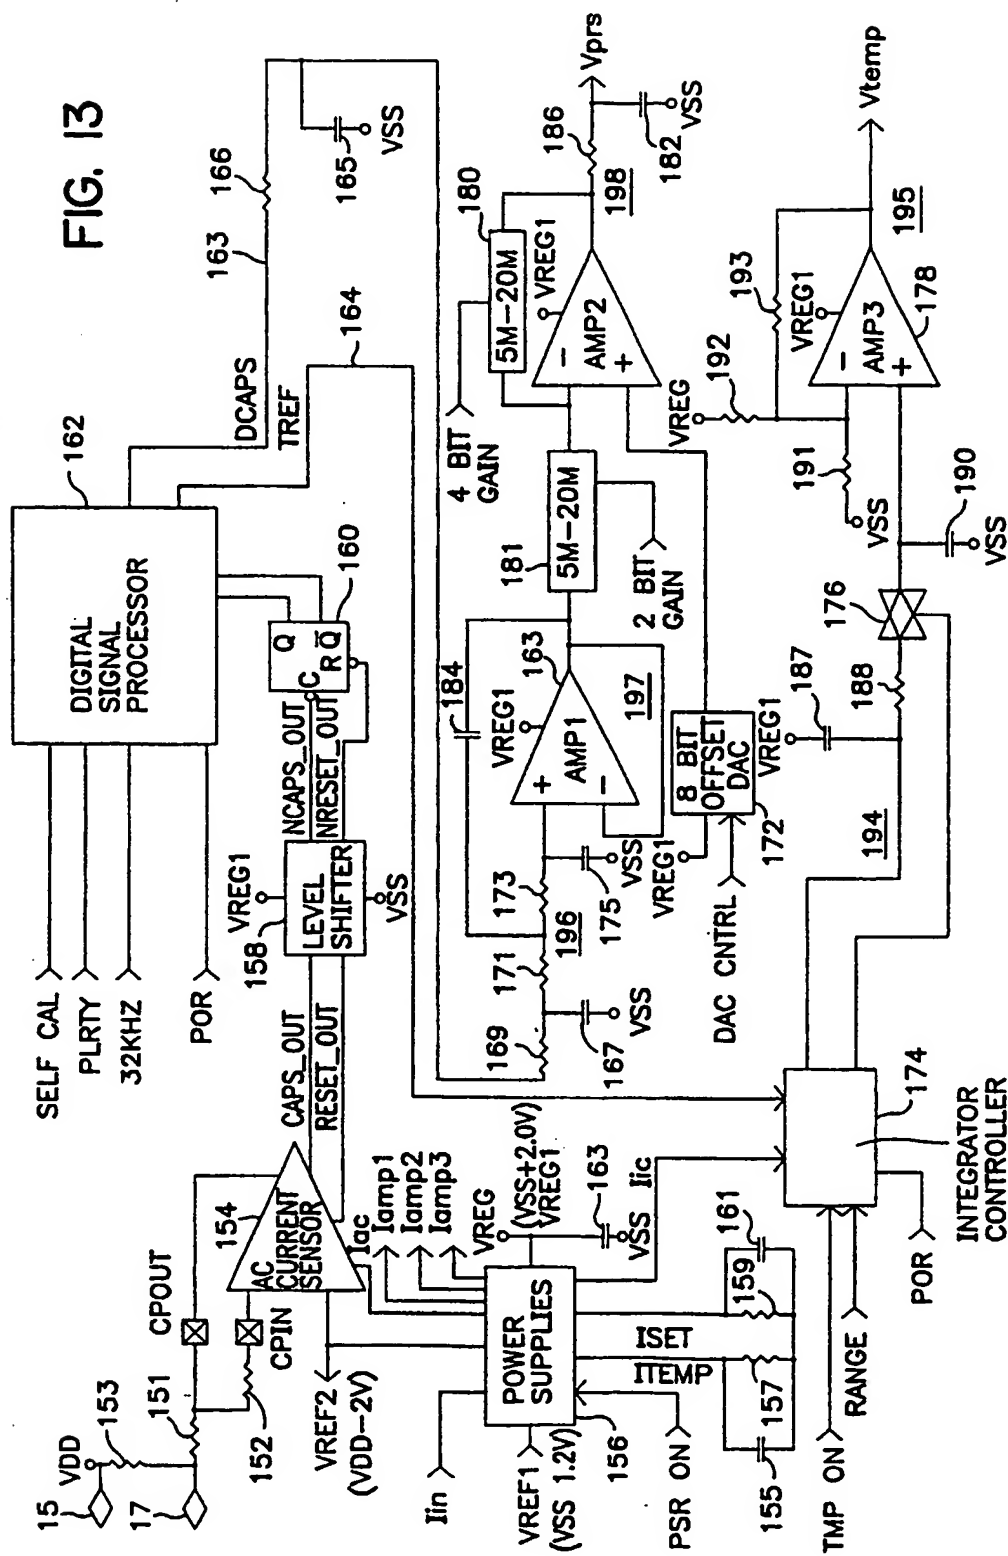 FIG. 13
SELF CAL
PLRTY
32KHZ
POR
DIGITAL
SIGNAL
PROCESSOR
162
DCAPS
TREF
163
166
164
165
VSS
Q
C
R Q̅
160
NCAPS_OUT
NRESET_OUT
VREG1
LEVEL
SHIFTER
158
VSS
CAPS_OUT
RESET_OUT
154
AC
CURRENT
SENSOR
CPOUT
CPIN
VDD
15
17
153
151
152
VREF2
(VDD-2V)
Iac
Iamp1
Iamp2
Iamp3
VREG
(VSS+2.0V)
VREG1
163
VSS
Iin
VREF1
(VSS 1.2V)
POWER
SUPPLIES
156
PSR ON
ISET
ITEMP
Iic
161
159
157
155
169
171
173
196
167
VSS
175
VSS
184
VREG1
163
+
AMP1
-
197
181
5M-20M
2 BIT
GAIN
4 BIT
GAIN
180
5M-20M
VREG1
-
AMP2
+
198
186
Vprs
182
VSS
VREG1
8 BIT
OFFSET
DAC
172
DAC CNTRL
VREG1
187
188
194
176
190
VSS
191
VSS
VREG
192
193
VREG1
-
AMP3
+
178
195
Vtemp
174
INTEGRATOR
CONTROLLER
POR
RANGE
TMP ON